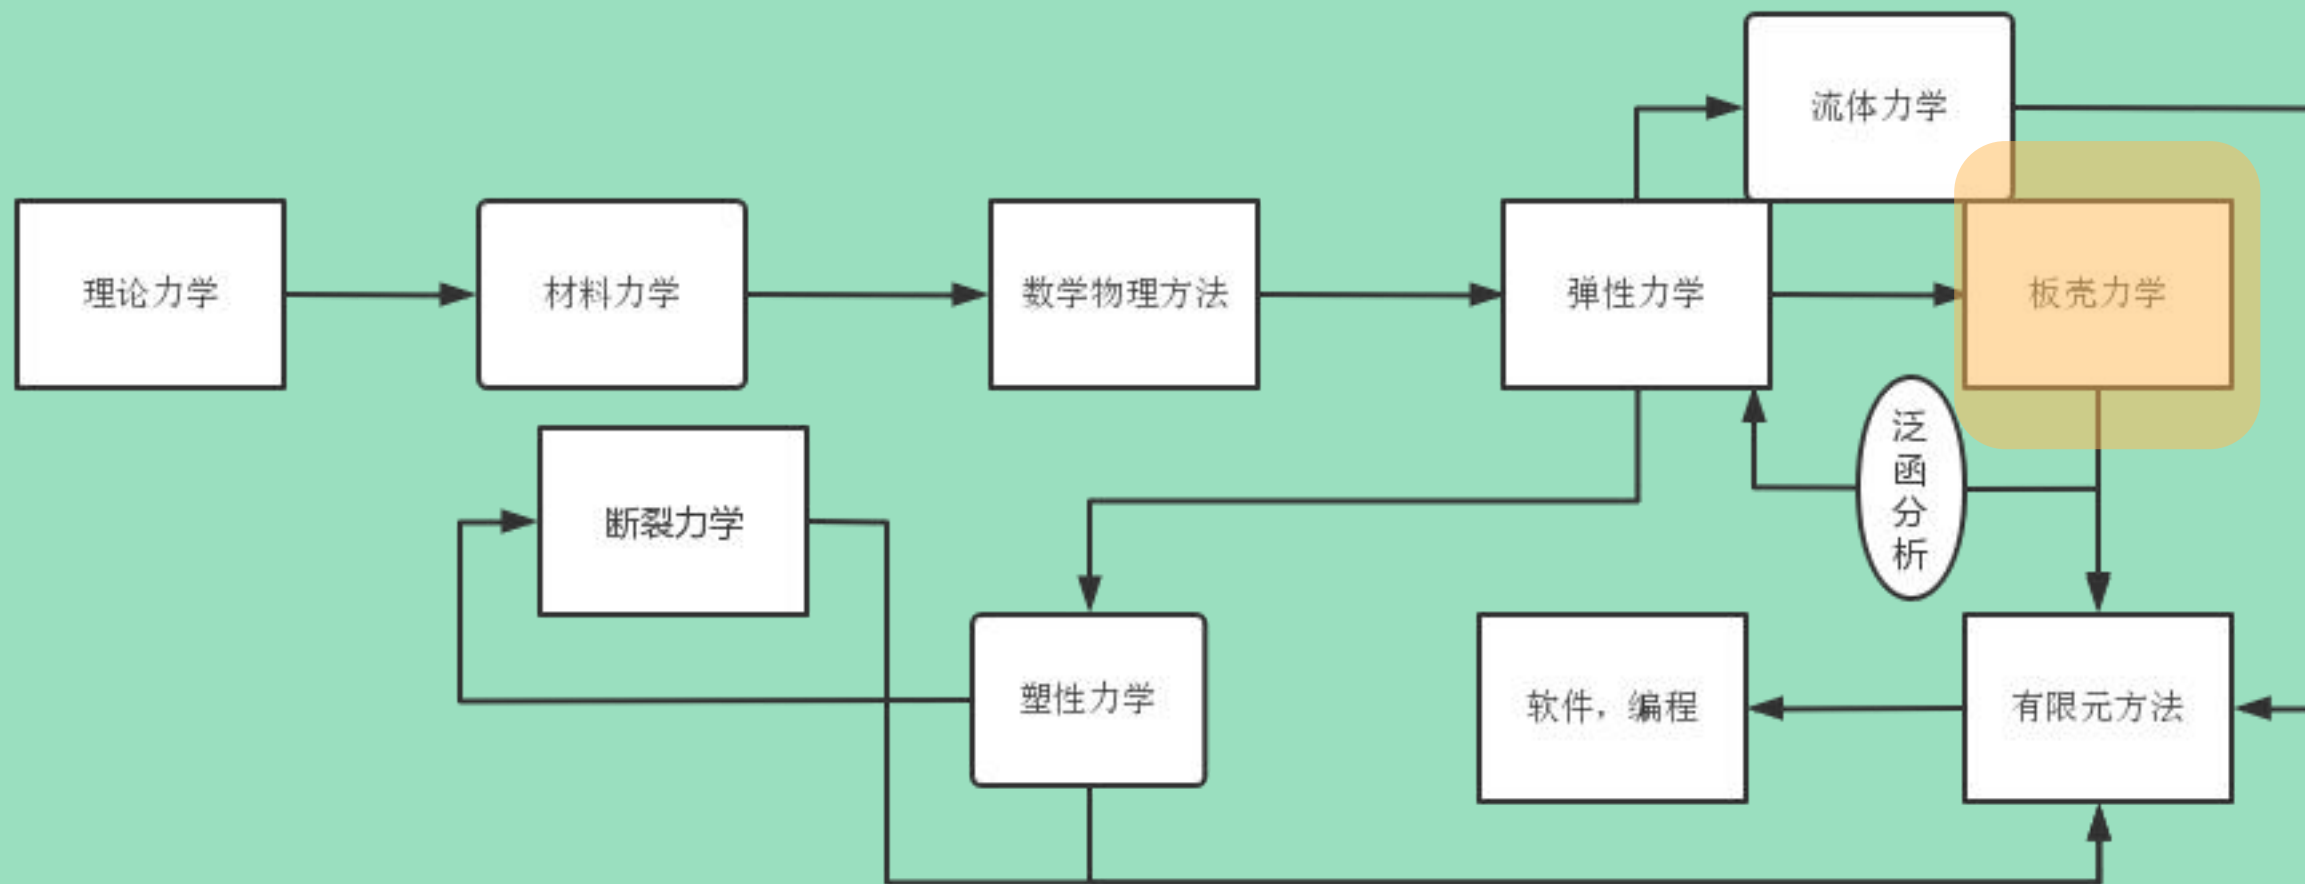 流体力学
理论力学
材料力学
数学物理方法
弹性力学
板壳力学
泛
函
分
析
断裂力学
塑性力学
软件，编程
有限元方法